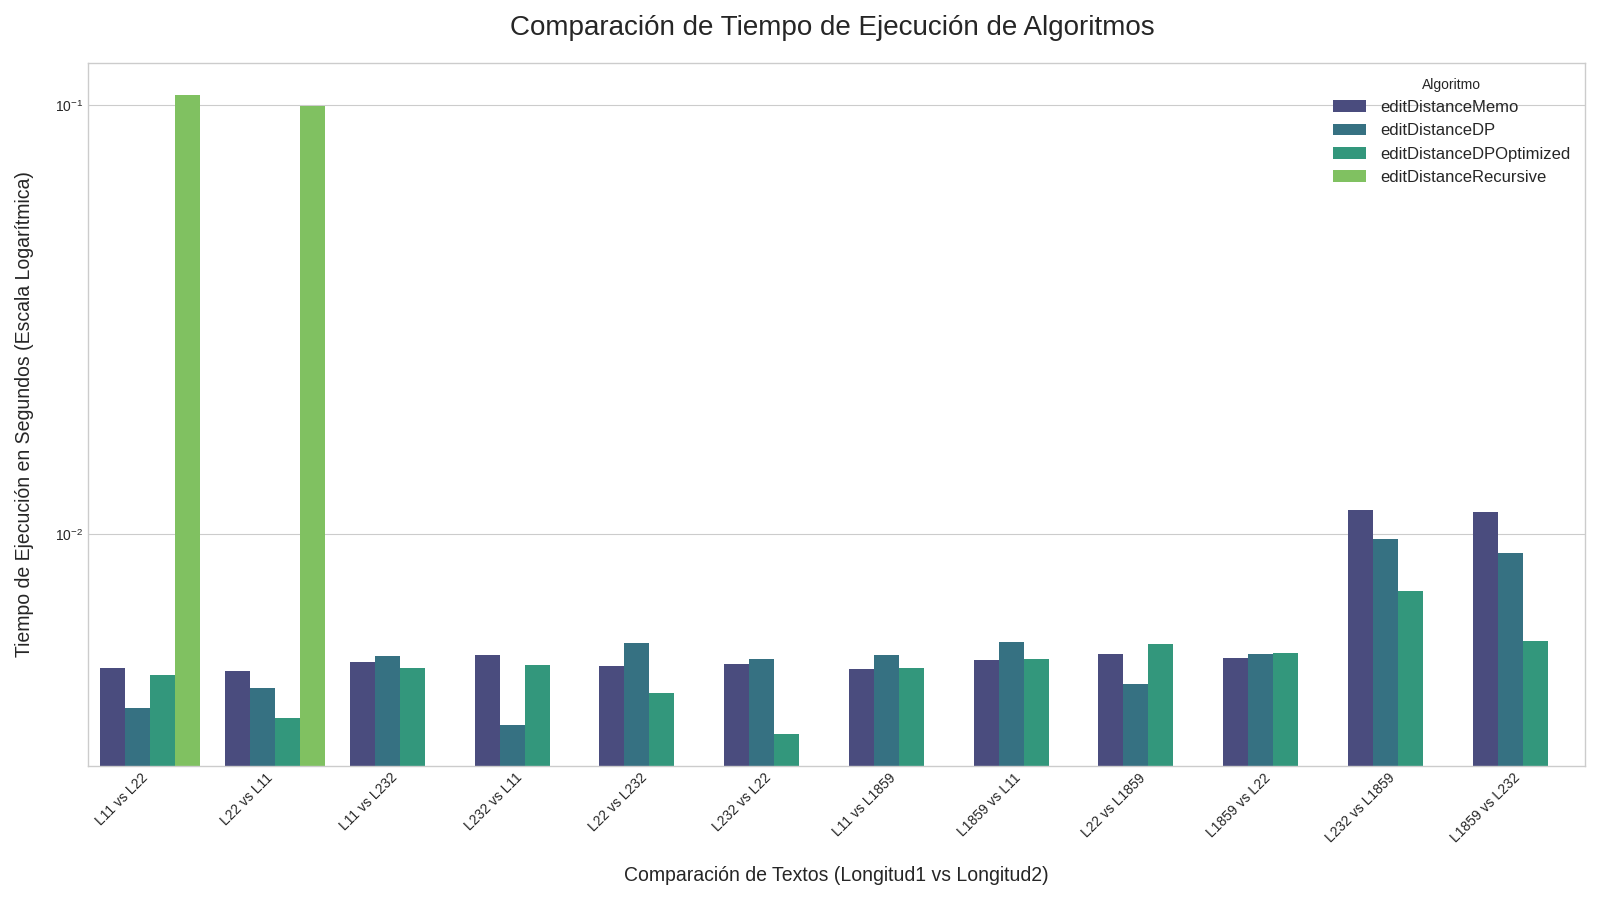 Comparación de Tiempo de Ejecución de Algoritmos
Tiempo de Ejecución en Segundos (Escala Logarítmica)
10⁻¹
10⁻²
Algoritmo
editDistanceMemo
editDistanceDP
editDistanceDPOptimized
editDistanceRecursive
L11 vs L22
L22 vs L11
L11 vs L232
L232 vs L11
L22 vs L232
L232 vs L22
L11 vs L1859
L1859 vs L11
L22 vs L1859
L1859 vs L22
L232 vs L1859
L1859 vs L232
Comparación de Textos (Longitud1 vs Longitud2)